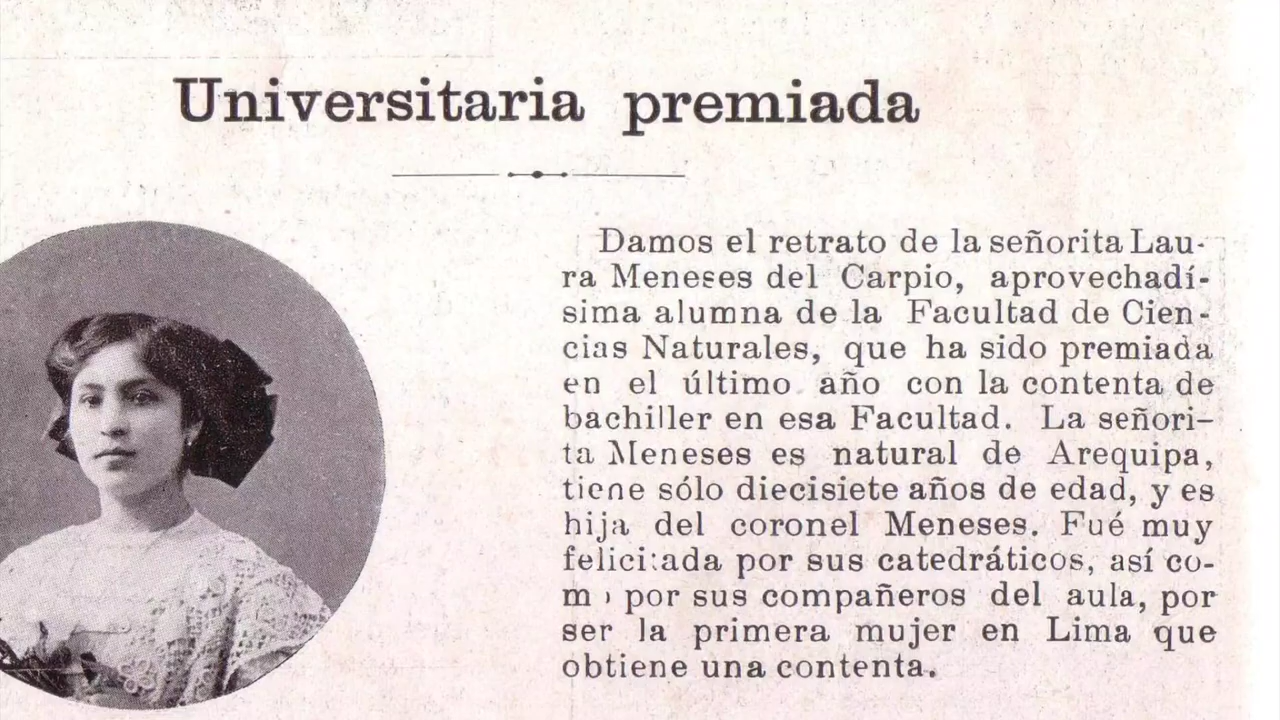 Universitaria premiada
Damos el retrato de la señorita Lau-
ra Meneses del Carpio, aprovechadí-
sima alumna de la Facultad de Cien-
cias Naturales, que ha sido premiada
en el último año con la contenta de
bachiller en esa Facultad. La señori-
ta Meneses es natural de Arequipa,
tiene sólo diecisiete años de edad, y es
hija del coronel Meneses. Fué muy
felicitada por sus catedráticos, así co-
mo por sus compañeros del aula, por
ser la primera mujer en Lima que
obtiene una contenta.